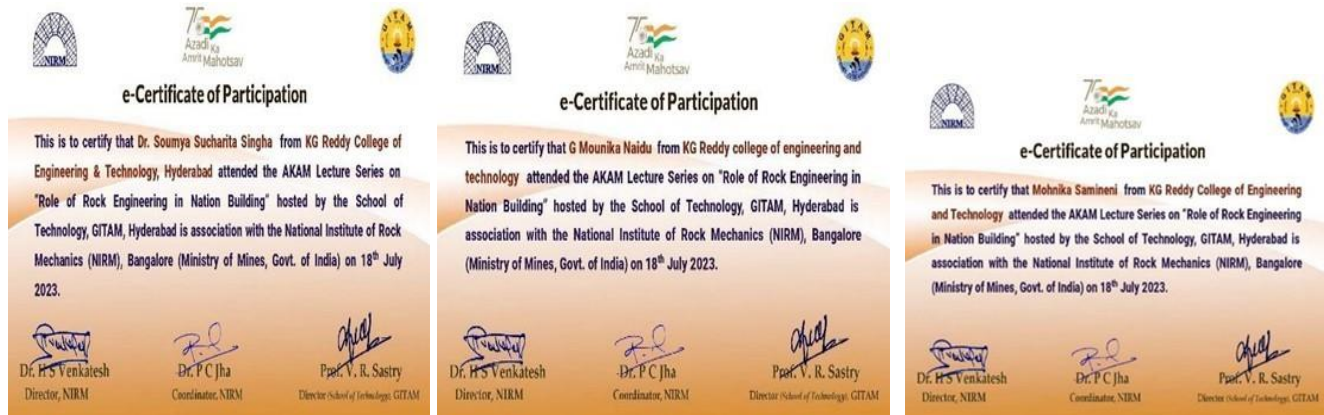 NIRM
75
Azadi Ka
Amrit Mahotsav
GITAM
e-Certificate of Participation
This is to certify that Dr. Soumya Sucharita Singha from KG Reddy College of
Engineering & Technology, Hyderabad attended the AKAM Lecture Series on
"Role of Rock Engineering in Nation Building" hosted by the School of
Technology, GITAM, Hyderabad is association with the National Institute of Rock
Mechanics (NIRM), Bangalore (Ministry of Mines, Govt. of India) on 18th July
2023.
Dr. H S Venkatesh
Director, NIRM
Dr. P C Jha
Coordinator, NIRM
Prof. V. R. Sastry
Director (School of Technology), GITAM
NIRM
75
Azadi Ka
Amrit Mahotsav
GITAM
e-Certificate of Participation
This is to certify that G Mounika Naidu from KG Reddy college of engineering and
technology attended the AKAM Lecture Series on "Role of Rock Engineering in
Nation Building" hosted by the School of Technology, GITAM, Hyderabad is
association with the National Institute of Rock Mechanics (NIRM), Bangalore
(Ministry of Mines, Govt. of India) on 18th July 2023.
Dr. H S Venkatesh
Director, NIRM
Dr. P C Jha
Coordinator, NIRM
Prof. V. R. Sastry
Director (School of Technology), GITAM
NIRM
75
Azadi Ka
Amrit Mahotsav
GITAM
e-Certificate of Participation
This is to certify that Mohnika Samineni from KG Reddy College of Engineering
and Technology attended the AKAM Lecture Series on "Role of Rock Engineering
in Nation Building" hosted by the School of Technology, GITAM, Hyderabad is
association with the National Institute of Rock Mechanics (NIRM), Bangalore
(Ministry of Mines, Govt. of India) on 18th July 2023.
Dr. H S Venkatesh
Director, NIRM
Dr. P C Jha
Coordinator, NIRM
Prof. V. R. Sastry
Director (School of Technology), GITAM